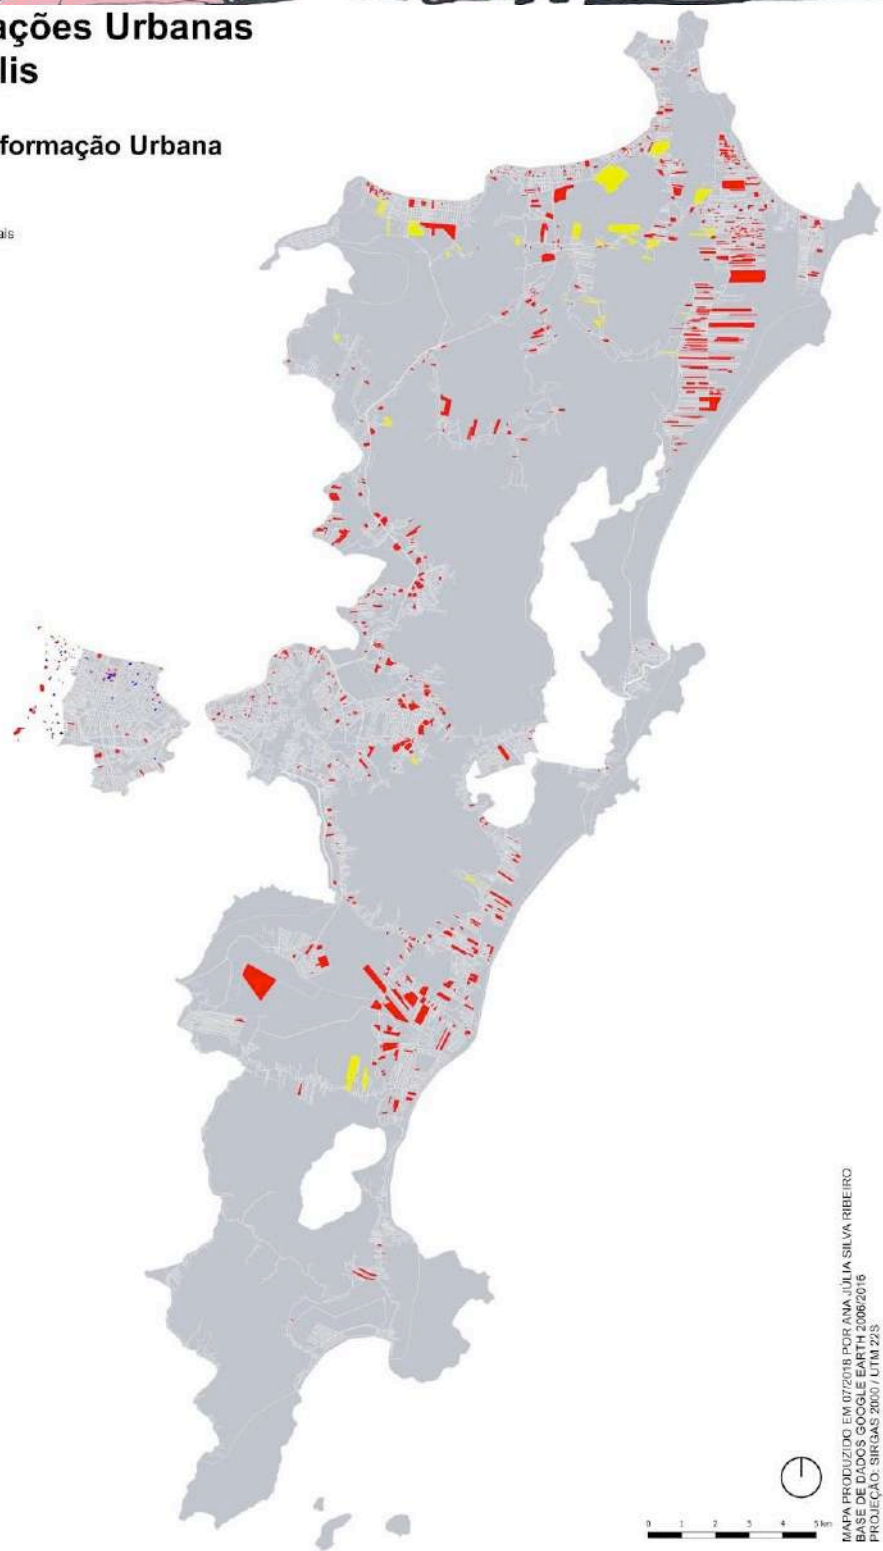 ações Urbanas
lis
formação Urbana
ais
0 1 2 3 4 5 km
MAPA PRODUZIDO EM 07/2018 POR ANA JÚLIA SILVA RIBEIRO
BASE DE DADOS GOOGLE EARTH 2006/2016
PROJEÇÃO: SIRGAS 2000 / UTM 22S